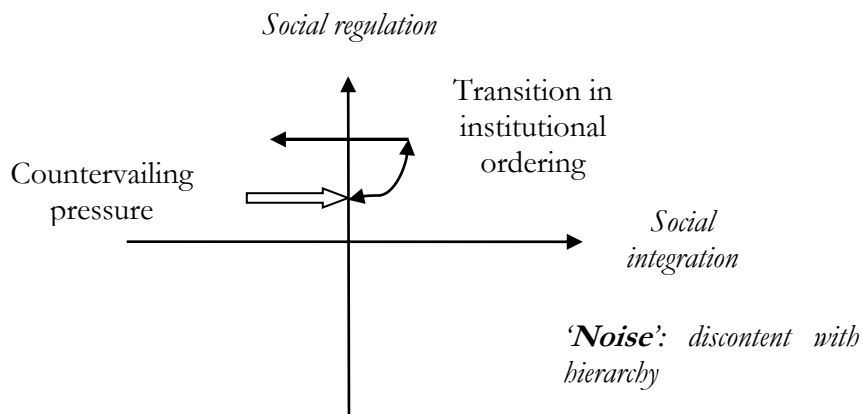 Social regulation
Transition in
institutional
ordering
Countervailing
pressure
Social
integration
‘Noise’: discontent with
hierarchy